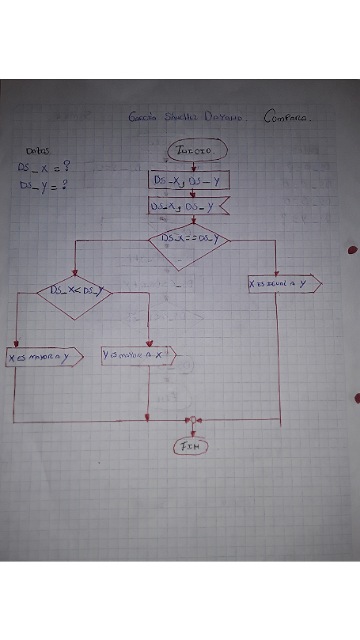 García Sánchez Dayana. Compara.
Datos
DS_X = ?
DS_Y = ?
Inicio
DS_X, DS_Y
DS_X, DS_Y
DS_X == DS_Y
DS_X < DS_Y
X es igual a Y
X es mayor a Y
Y es mayor a X
Fin